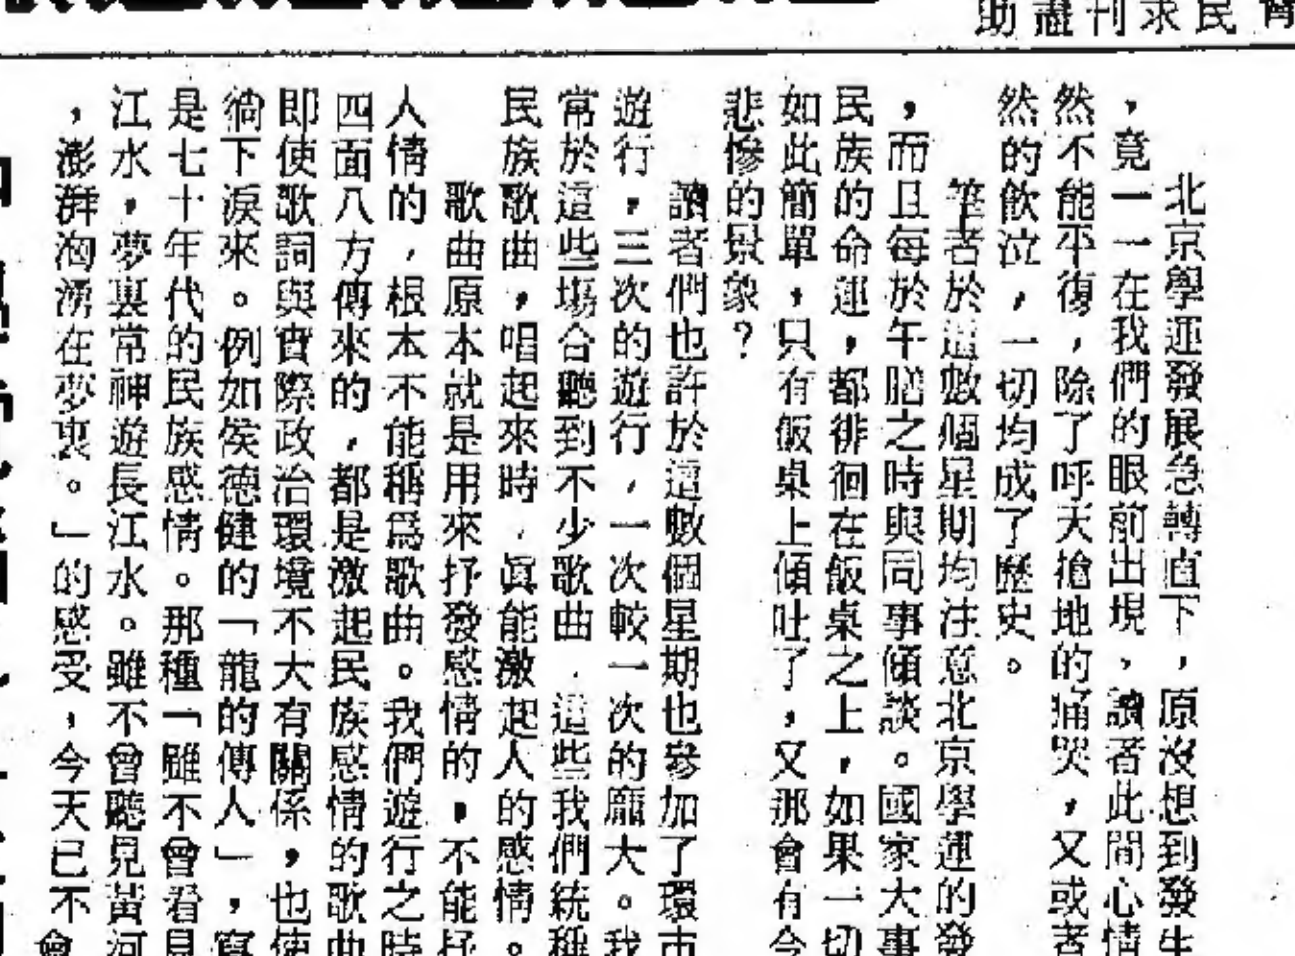 助盡刊求民
北京學運發展急轉直下，原沒想到發生
，竟一一在我們的眼前出現、讀者此間心情
然不能平復，除了呼天搶地的痛哭，又或者
然的飲泣，一切均成了歷史。
筆者於這數個星期均注意北京學運的發
，而且每於午膳之時與同事傾談。國家大事
民族的命運，都徘徊在飯桌之上，如果一切
如此簡單，只有飯桌上傾吐了，又那會有今
悲慘的景象？
讀者們也許於這數個星期也參加了環市
遊行，三次的遊行，一次較一次的龐大。我
常於這些場合聽到不少歌曲，這些我們統稱
民族歌曲，唱起來時，眞能激起人的感情。
歌曲原本就是用來抒發感情的，不能抒
人情的，根本不能稱爲歌曲。我們遊行之時
四面八方傳來的，都是激起民族感情的歌曲
即使歌詞與實際政治環境不大有關係，也使
徜下淚來。例如侯德健的「龍的傳人」，寫
是七十年代的民族感情。那種「雖不曾看見
江水，夢裏常神遊長江水。雖不曾聽見黃河
，澎湃洶湧在夢裏。」的感受，今天已不會